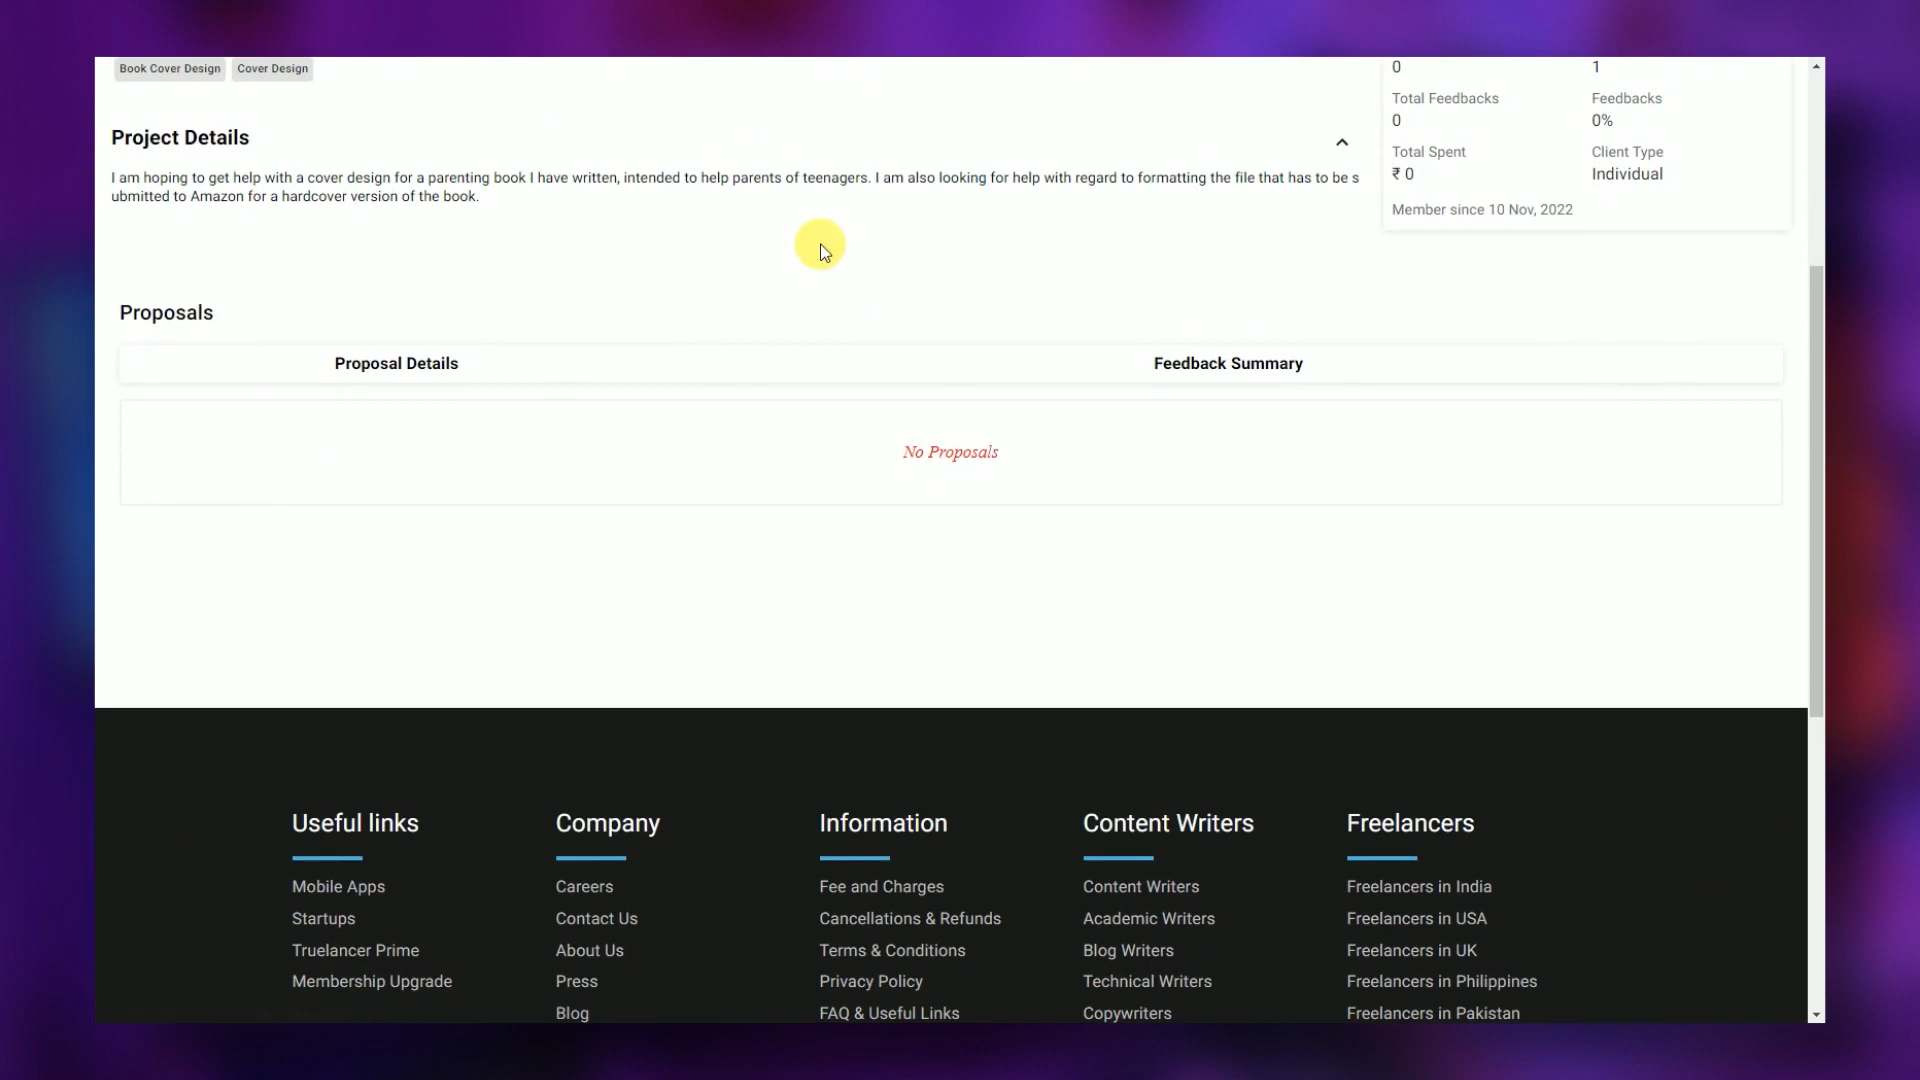 Book Cover Design Cover Design
0 1
Total Feedbacks Feedbacks
0 0%
Total Spent Client Type
₹ 0 Individual
Member since 10 Nov, 2022
Project Details
I am hoping to get help with a cover design for a parenting book I have written, intended to help parents of teenagers. I am also looking for help with regard to formatting the file that has to be s
ubmitted to Amazon for a hardcover version of the book.
Proposals
Proposal Details Feedback Summary
No Proposals
Useful links
Mobile Apps
Startups
Truelancer Prime
Membership Upgrade
Company
Careers
Contact Us
About Us
Press
Blog
Information
Fee and Charges
Cancellations & Refunds
Terms & Conditions
Privacy Policy
FAQ & Useful Links
Content Writers
Content Writers
Academic Writers
Blog Writers
Technical Writers
Copywriters
Freelancers
Freelancers in India
Freelancers in USA
Freelancers in UK
Freelancers in Philippines
Freelancers in Pakistan